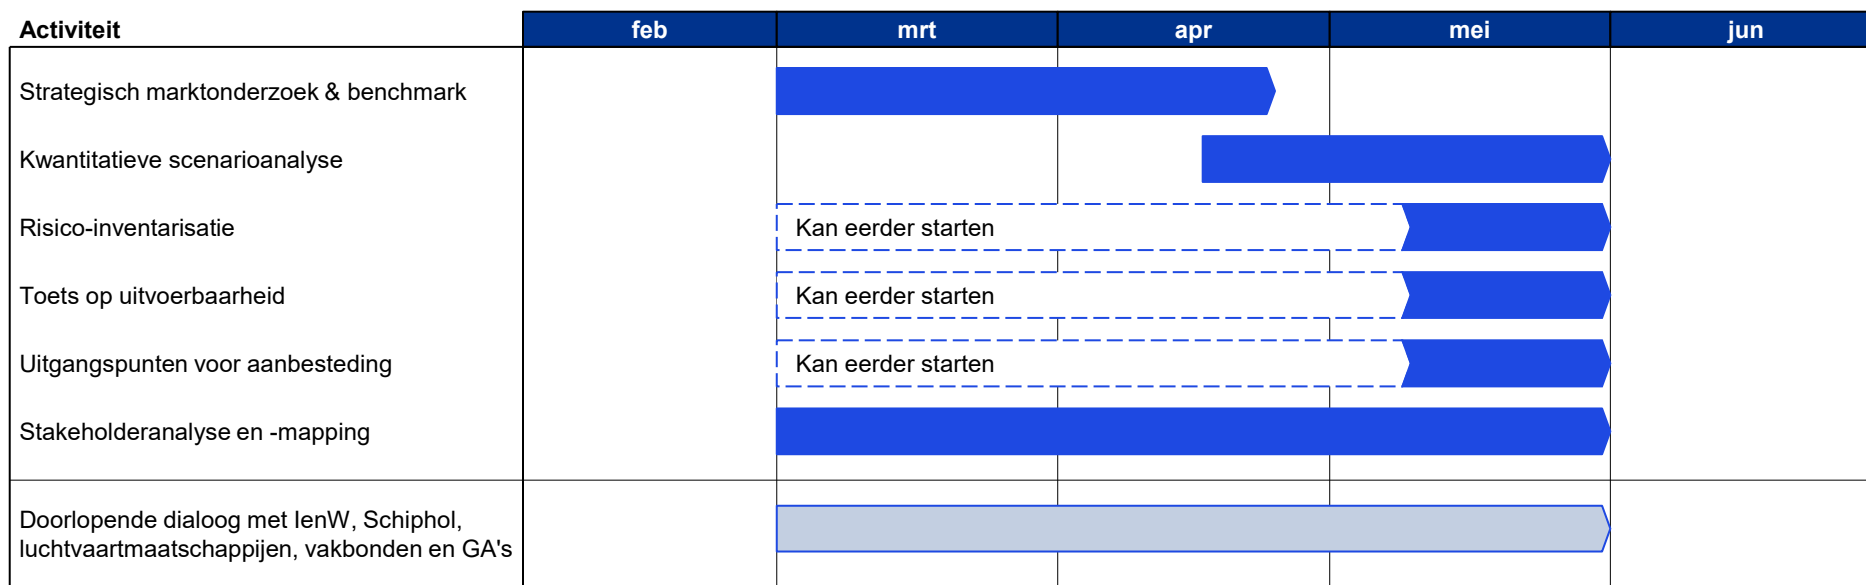 Activiteit feb mrt apr mei jun
Strategisch marktonderzoek & benchmark
Kwantitatieve scenarioanalyse
Risico-inventarisatie Kan eerder starten
Toets op uitvoerbaarheid Kan eerder starten
Uitgangspunten voor aanbesteding Kan eerder starten
Stakeholderanalyse en -mapping
Doorlopende dialoog met IenW, Schiphol,
luchtvaartmaatschappijen, vakbonden en GA's